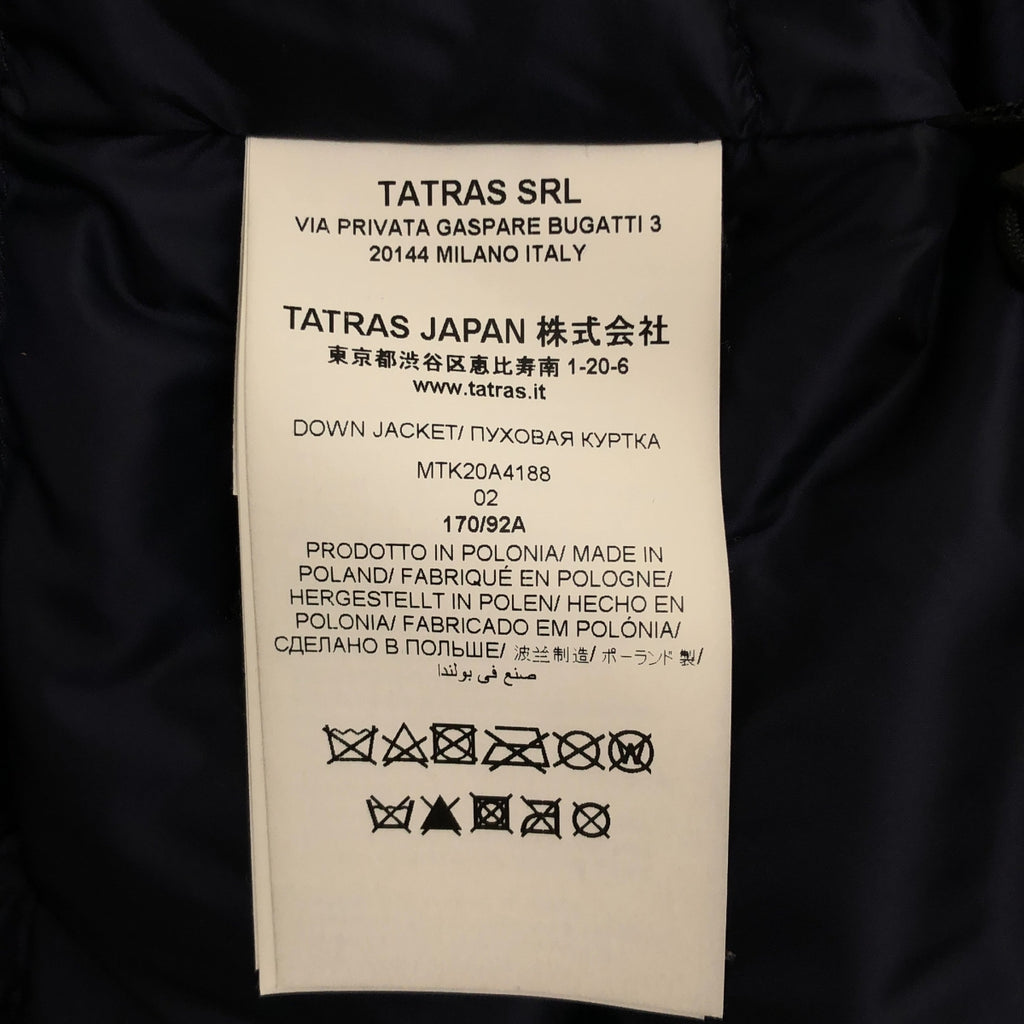 TATRAS SRL
VIA PRIVATA GASPARE BUGATTI 3
20144 MILANO ITALY
TATRAS JAPAN 株式会社
東京都渋谷区恵比寿南 1-20-6
www.tatras.it
DOWN JACKET/ ПУХОВАЯ КУРТКА
MTK20A4188
02
170/92A
PRODOTTO IN POLONIA/ MADE IN
POLAND/ FABRIQUÉ EN POLOGNE/
HERGESTELLT IN POLEN/ HECHO EN
POLONIA/ FABRICADO EM POLÓNIA/
СДЕЛАНО В ПОЛЬШЕ/ 波兰制造/ ポーランド 製/
صنع في بولندا
W